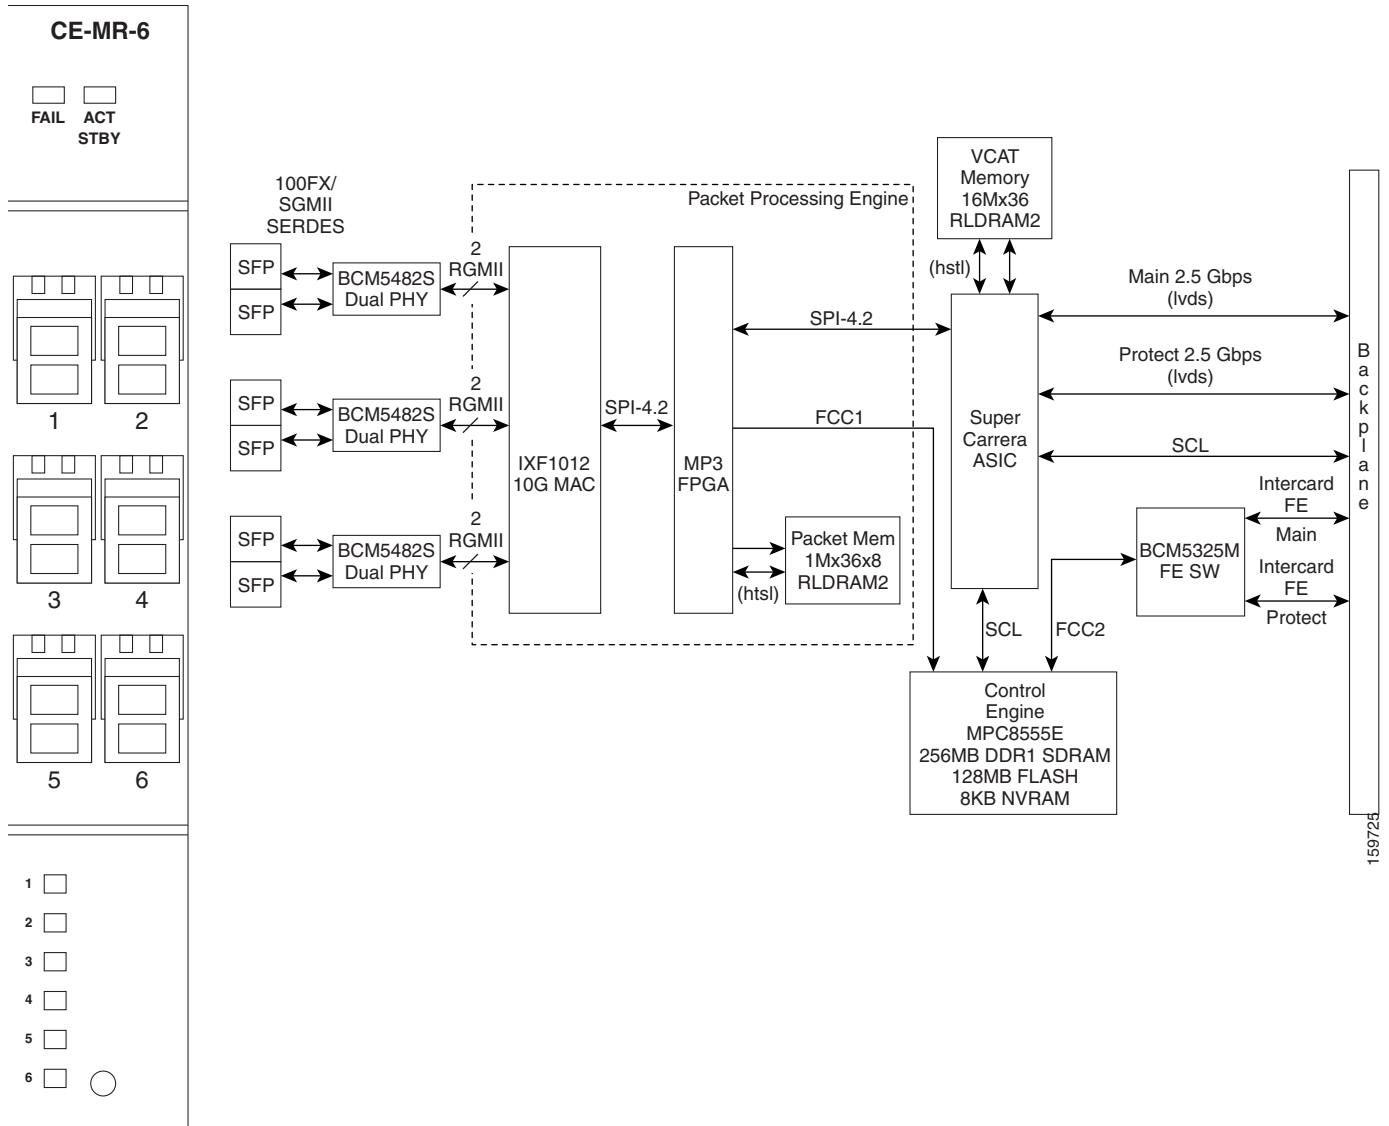 CE-MR-6
FAIL
ACT
STBY
1
2
3
4
5
6
1
2
3
4
5
6
100FX/
SGMII
SERDES
SFP
SFP
BCM5482S
Dual PHY
2
RGMII
SFP
SFP
BCM5482S
Dual PHY
2
RGMII
SFP
SFP
BCM5482S
Dual PHY
2
RGMII
Packet Processing Engine
IXF1012
10G MAC
SPI-4.2
MP3
FPGA
SPI-4.2
FCC1
Packet Mem
1Mx36x8
RLDRAM2
(htsl)
VCAT
Memory
16Mx36
RLDRAM2
(hstl)
Super
Carrera
ASIC
Main 2.5 Gbps
(lvds)
Protect 2.5 Gbps
(lvds)
SCL
Intercard
FE
Main
BCM5325M
FE SW
Intercard
FE
Protect
SCL
FCC2
Control
Engine
MPC8555E
256MB DDR1 SDRAM
128MB FLASH
8KB NVRAM
Backplane
159725